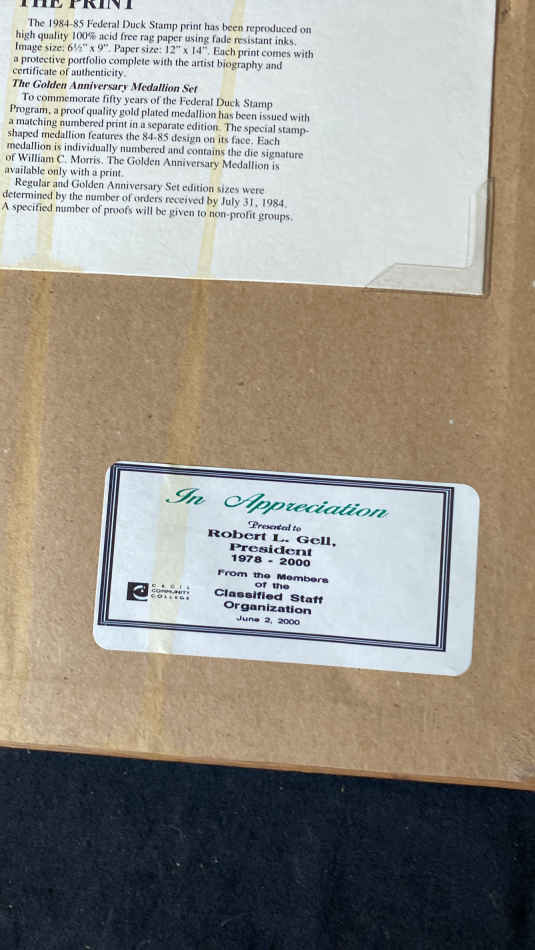 THE PRINT
The 1984-85 Federal Duck Stamp print has been reproduced on
high quality 100% acid free rag paper using fade resistant inks.
Image size: 6½" x 9". Paper size: 12" x 14". Each print comes with
a protective portfolio complete with the artist biography and
certificate of authenticity.
The Golden Anniversary Medallion Set
To commemorate fifty years of the Federal Duck Stamp
Program, a proof quality gold plated medallion has been issued with
a matching numbered print in a separate edition. The special stamp-
shaped medallion features the 84-85 design on its face. Each
medallion is individually numbered and contains the die signature
of William C. Morris. The Golden Anniversary Medallion is
available only with a print.
Regular and Golden Anniversary Set edition sizes were
determined by the number of orders received by July 31, 1984.
A specified number of proofs will be given to non-profit groups.
In Appreciation
Presented to
Robert L. Gell,
President
1978 - 2000
From the Members
of the
Classified Staff
Organization
June 2, 2000
CECIL
COMMUNITY
COLLEGE